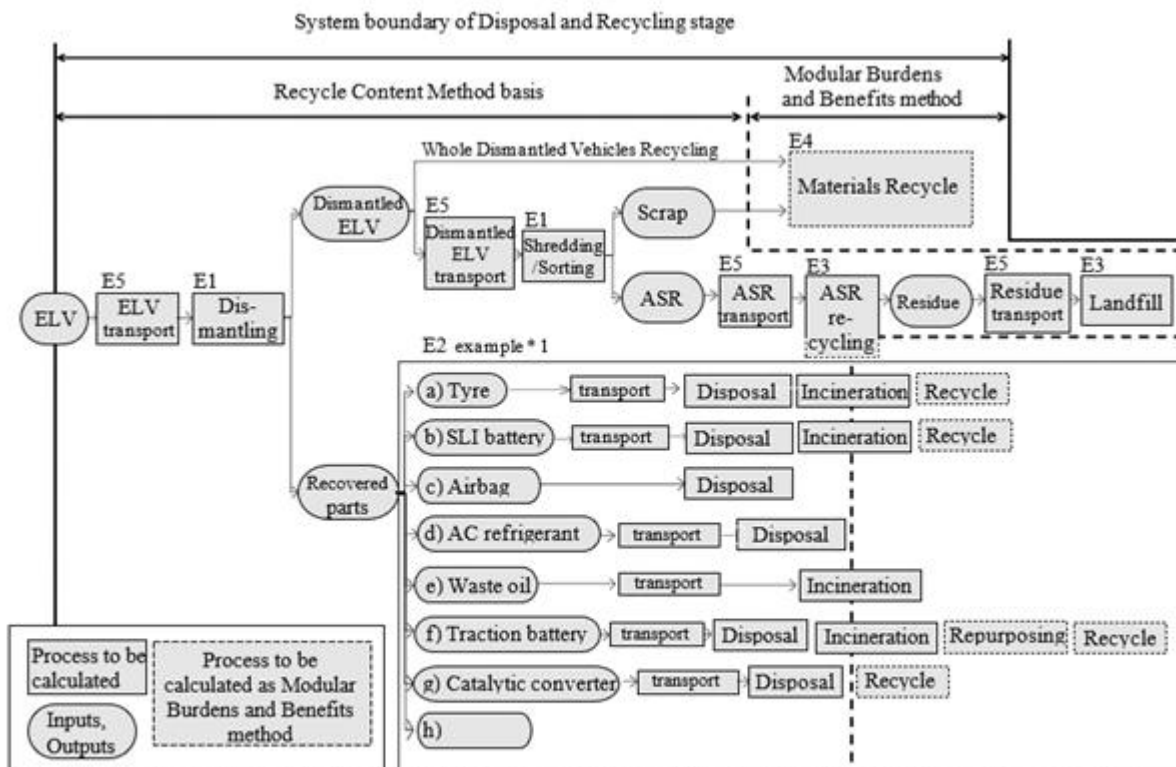 System boundary of Disposal and Recycling stage
Recycle Content Method basis
Modular Burdens
and Benefits method
Whole Dismantled Vehicles Recycling
E4
Materials Recycle
Dismantled
ELV
E5
Dismantled
ELV
transport
E1
Shredding
/Sorting
Scrap
ASR
E5
ASR
transport
E3
ASR
re-
cycling
Residue
E5
Residue
transport
E3
Landfill
ELV
E5
ELV
transport
E1
Dis-
mantling
E2 example * 1
Recovered
parts
a) Tyre
transport
Disposal
Incineration
Recycle
b) SLI battery
transport
Disposal
Incineration
Recycle
c) Airbag
Disposal
d) AC refrigerant
transport
Disposal
e) Waste oil
transport
Incineration
f) Traction battery
transport
Disposal
Incineration
Repurposing
Recycle
g) Catalytic converter
transport
Disposal
Recycle
h)
Process to be
calculated
Process to be
calculated as Modular
Burdens and Benefits
method
Inputs,
Outputs